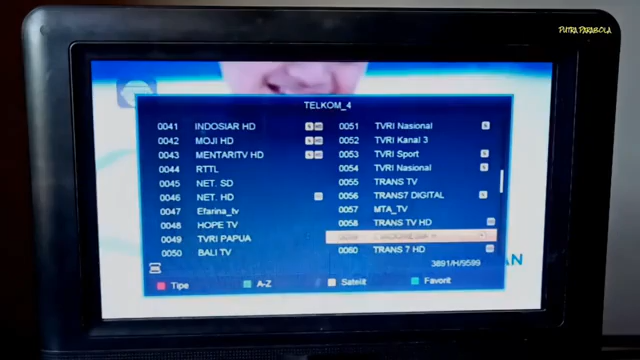 PUTRA PARABOLA
TELKOM_4
0041 INDOSIAR HD
0042 MOJI HD
0043 MENTARITV HD
0044 RTTL
0045 NET. SD
0046 NET. HD
0047 Efarina_tv
0048 HOPE TV
0049 TVRI PAPUA
0050 BALI TV
0051 TVRI Nasional
0052 TVRI Kanal 3
0053 TVRI Sport
0054 TVRI Nasional
0055 TRANS TV
0056 TRANS7 DIGITAL
0057 MTA_TV
0058 TRANS TV HD
0060 TRANS 7 HD
3891/H/9599
AN
Tipe A-Z Satelit Favorit